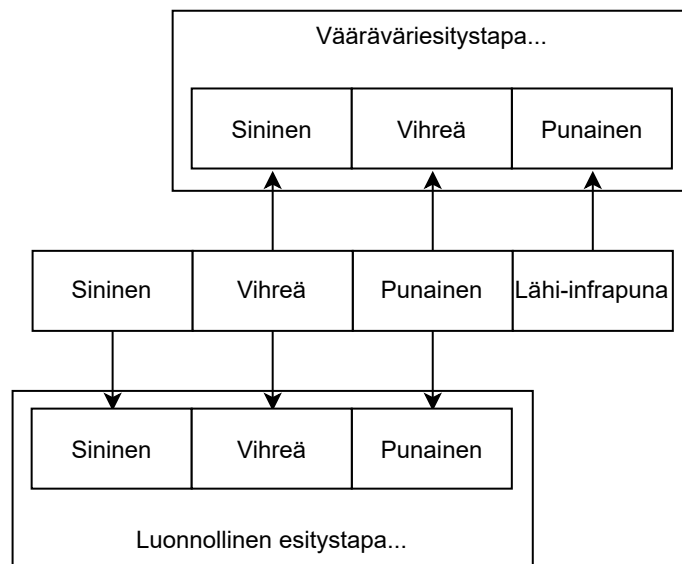 Vääräväriesitystapa...
Sininen Vihreä Punainen
Sininen Vihreä Punainen Lähi-infrapuna
Sininen Vihreä Punainen
Luonnollinen esitystapa...